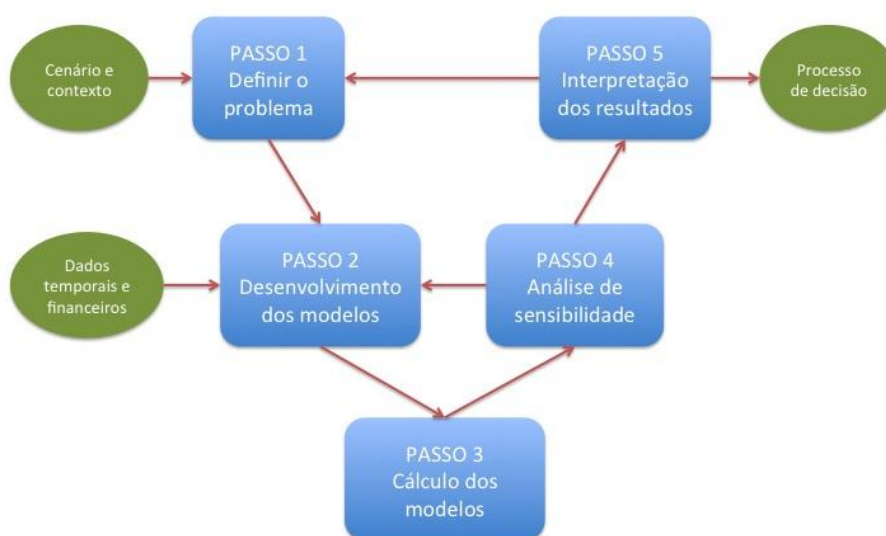 Cenário e
contexto
PASSO 1
Definir o
problema
PASSO 5
Interpretação
dos resultados
Processo
de decisão
Dados
temporais e
financeiros
PASSO 2
Desenvolvimento
dos modelos
PASSO 4
Análise de
sensibilidade
PASSO 3
Cálculo dos
modelos